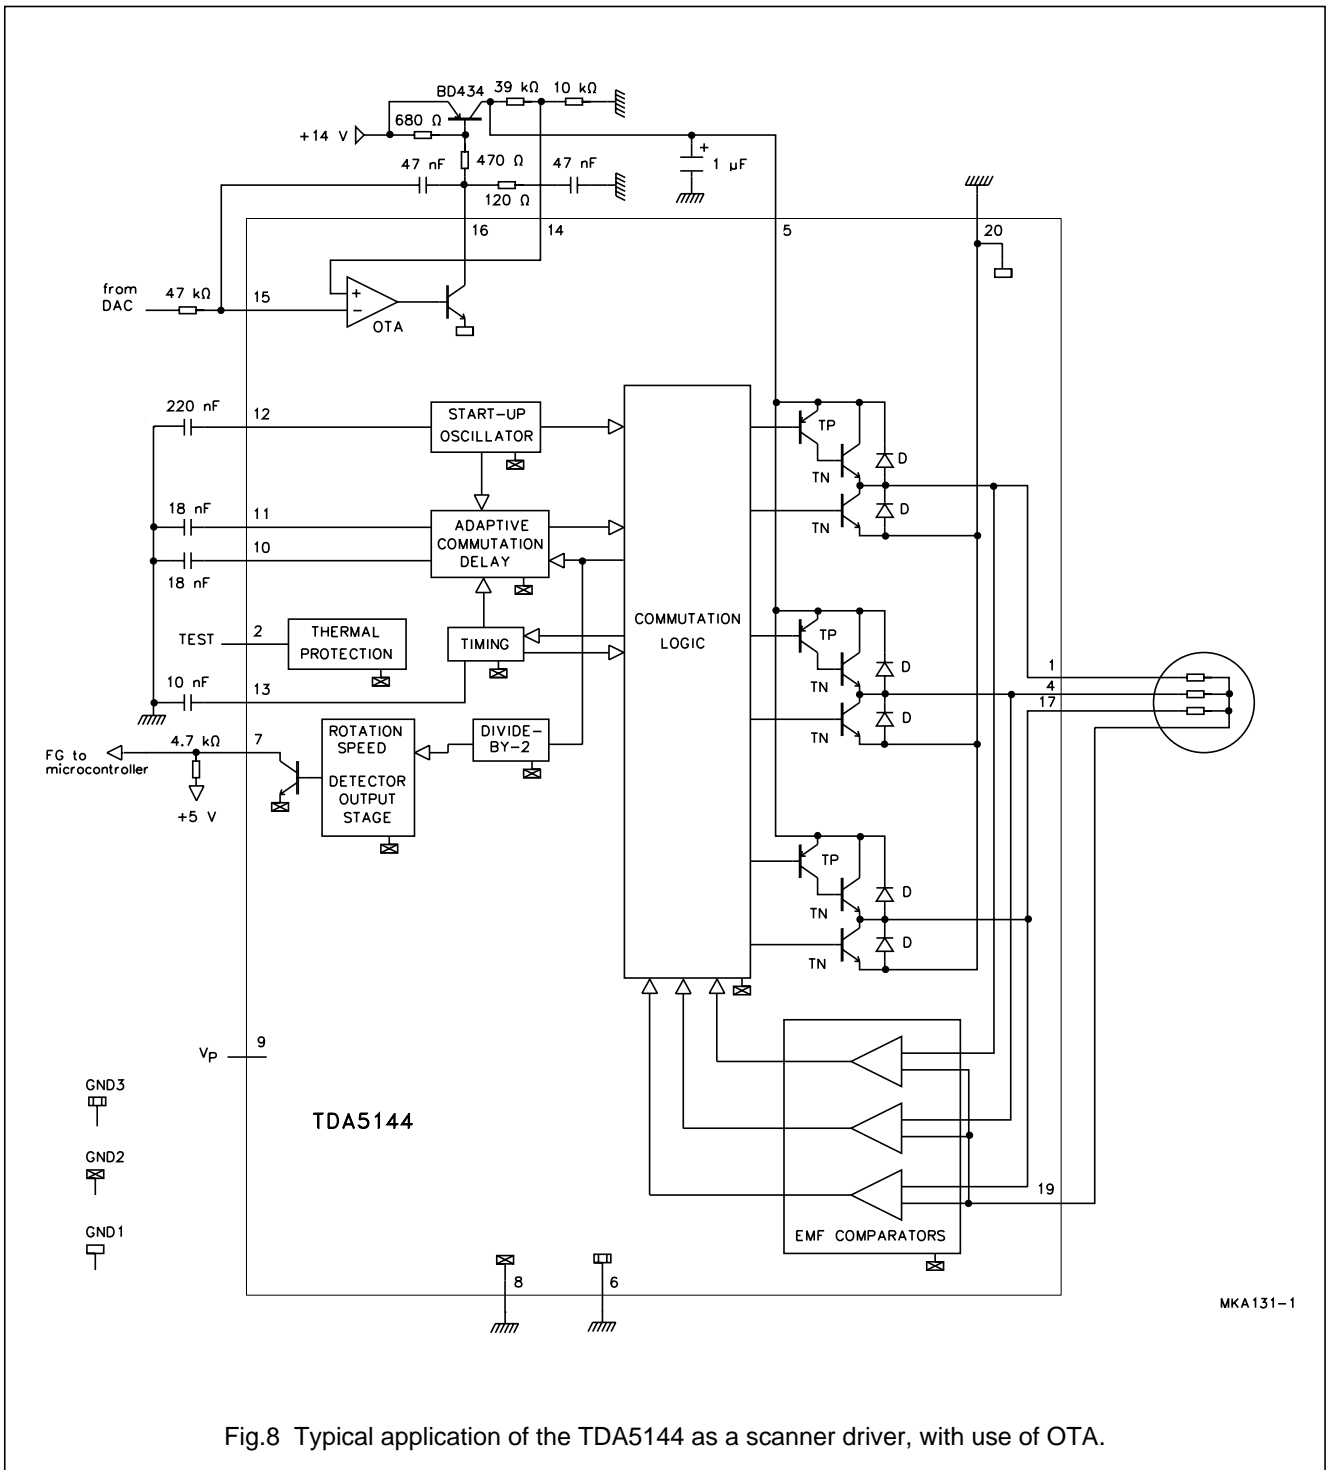 BD434
39 kΩ
10 kΩ
+14 V
680 Ω
47 nF
470 Ω
47 nF
120 Ω
+
1 µF
16
14
5
20
from
DAC
47 kΩ
15
+
−
OTA
220 nF
12
START-UP
OSCILLATOR
18 nF
11
ADAPTIVE
COMMUTATION
DELAY
10
18 nF
TEST
2
THERMAL
PROTECTION
TIMING
10 nF
13
COMMUTATION
LOGIC
TP
D
TN
TN
D
TP
D
TN
TN
D
1
4
17
FG to
microcontroller
4.7 kΩ
7
+5 V
ROTATION
SPEED
DETECTOR
OUTPUT
STAGE
DIVIDE-
BY-2
TP
D
TN
TN
D
VP
9
GND3
TDA5144
GND2
GND1
19
EMF COMPARATORS
8
6
MKA131-1
Fig.8 Typical application of the TDA5144 as a scanner driver, with use of OTA.